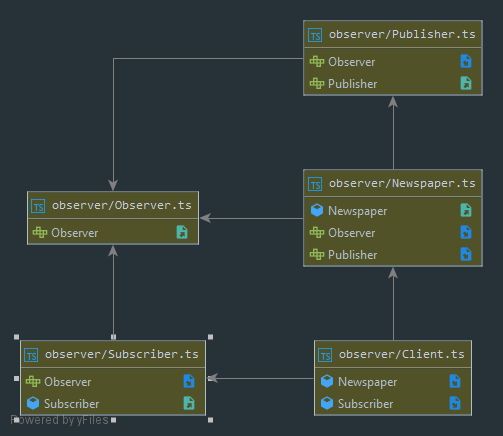 TS observer/Publisher.ts
Observer
Publisher
TS observer/Observer.ts
Observer
TS observer/Newspaper.ts
Newspaper
Observer
Publisher
TS observer/Subscriber.ts
Observer
Subscriber
TS observer/Client.ts
Newspaper
Subscriber
Powered by yFiles